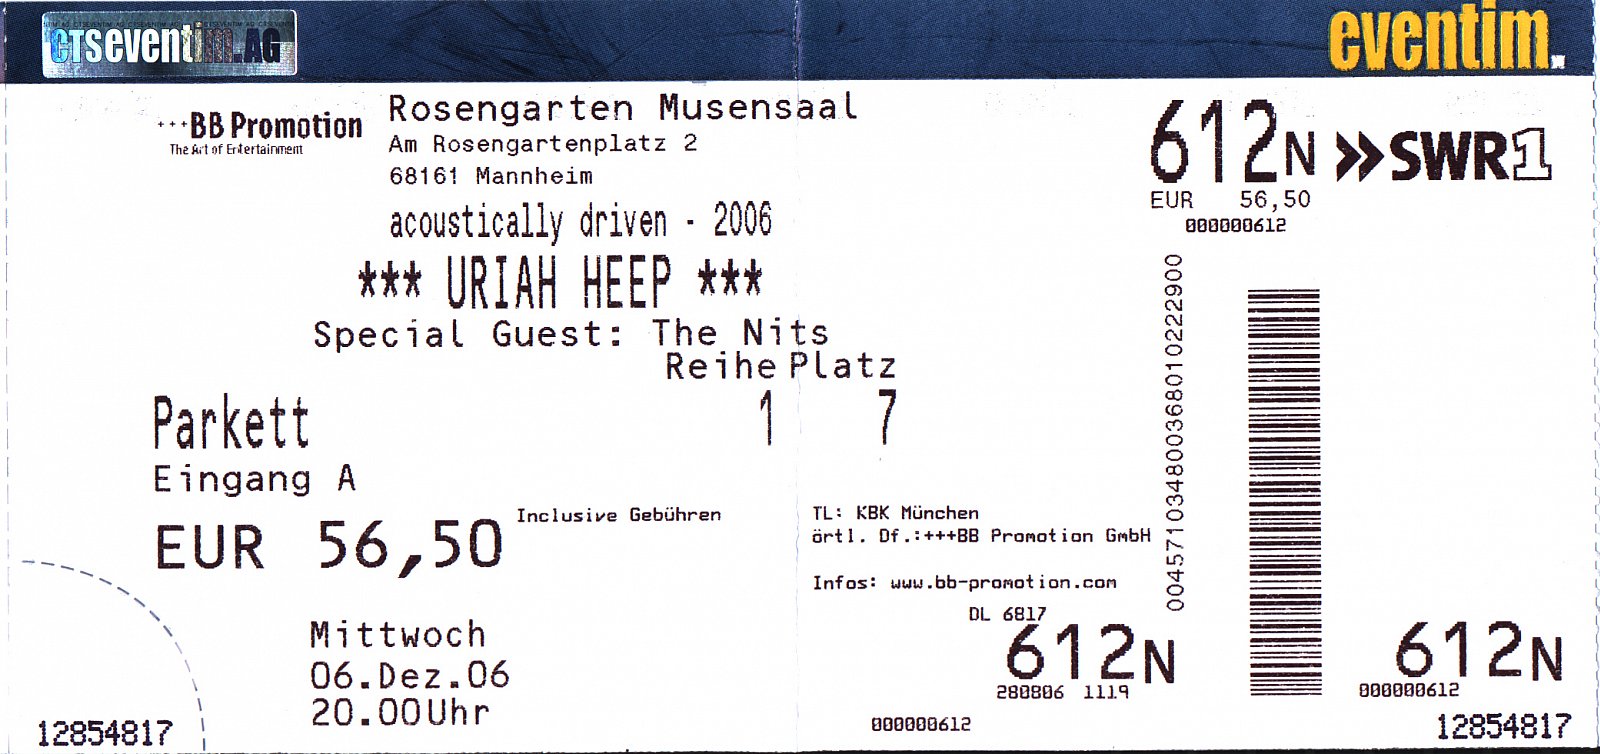 CTSeventim.AG
eventim.
+++BB Promotion
The Art of Entertainment
Rosengarten Musensaal
Am Rosengartenplatz 2
68161 Mannheim
acoustically driven - 2006
*** URIAH HEEP ***
Special Guest: The Nits
Reihe Platz
Parkett 1 7
Eingang A
EUR 56,50 Inclusive Gebühren
Mittwoch
06.Dez.06
20.00Uhr
12854817
612N
EUR 56,50
000000612
SWR1
004571034800368010222900
TL: KBK München
örtl. Df.:+++BB Promotion GmbH
Infos: www.bb-promotion.com
DL 6817
612N
280806 1119
000000612
612N
000000612
12854817